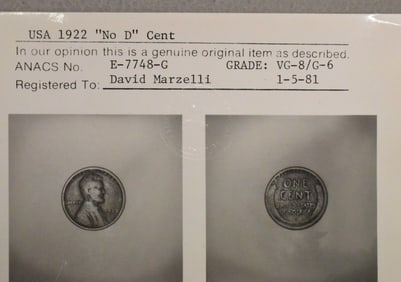 USA 1922 "No D" Cent
In our opinion this is a genuine original item as described.
ANACS No. E-7748-G GRADE: VG-8/G-6
Registered To: David Marzelli 1-5-81
ONE
CENT